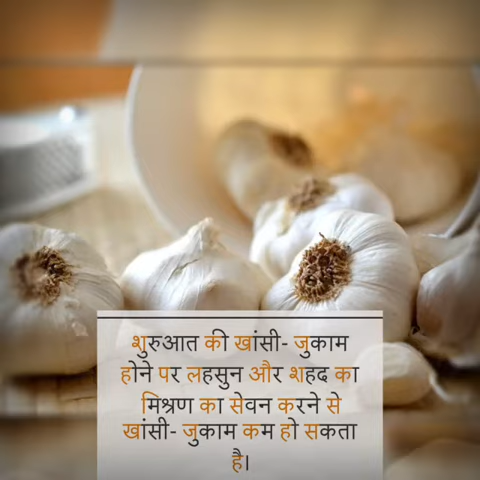 शुरुआत की खांसी- जुकाम
होने पर लहसुन और शहद का
मिश्रण का सेवन करने से
खांसी- जुकाम कम हो सकता
है।